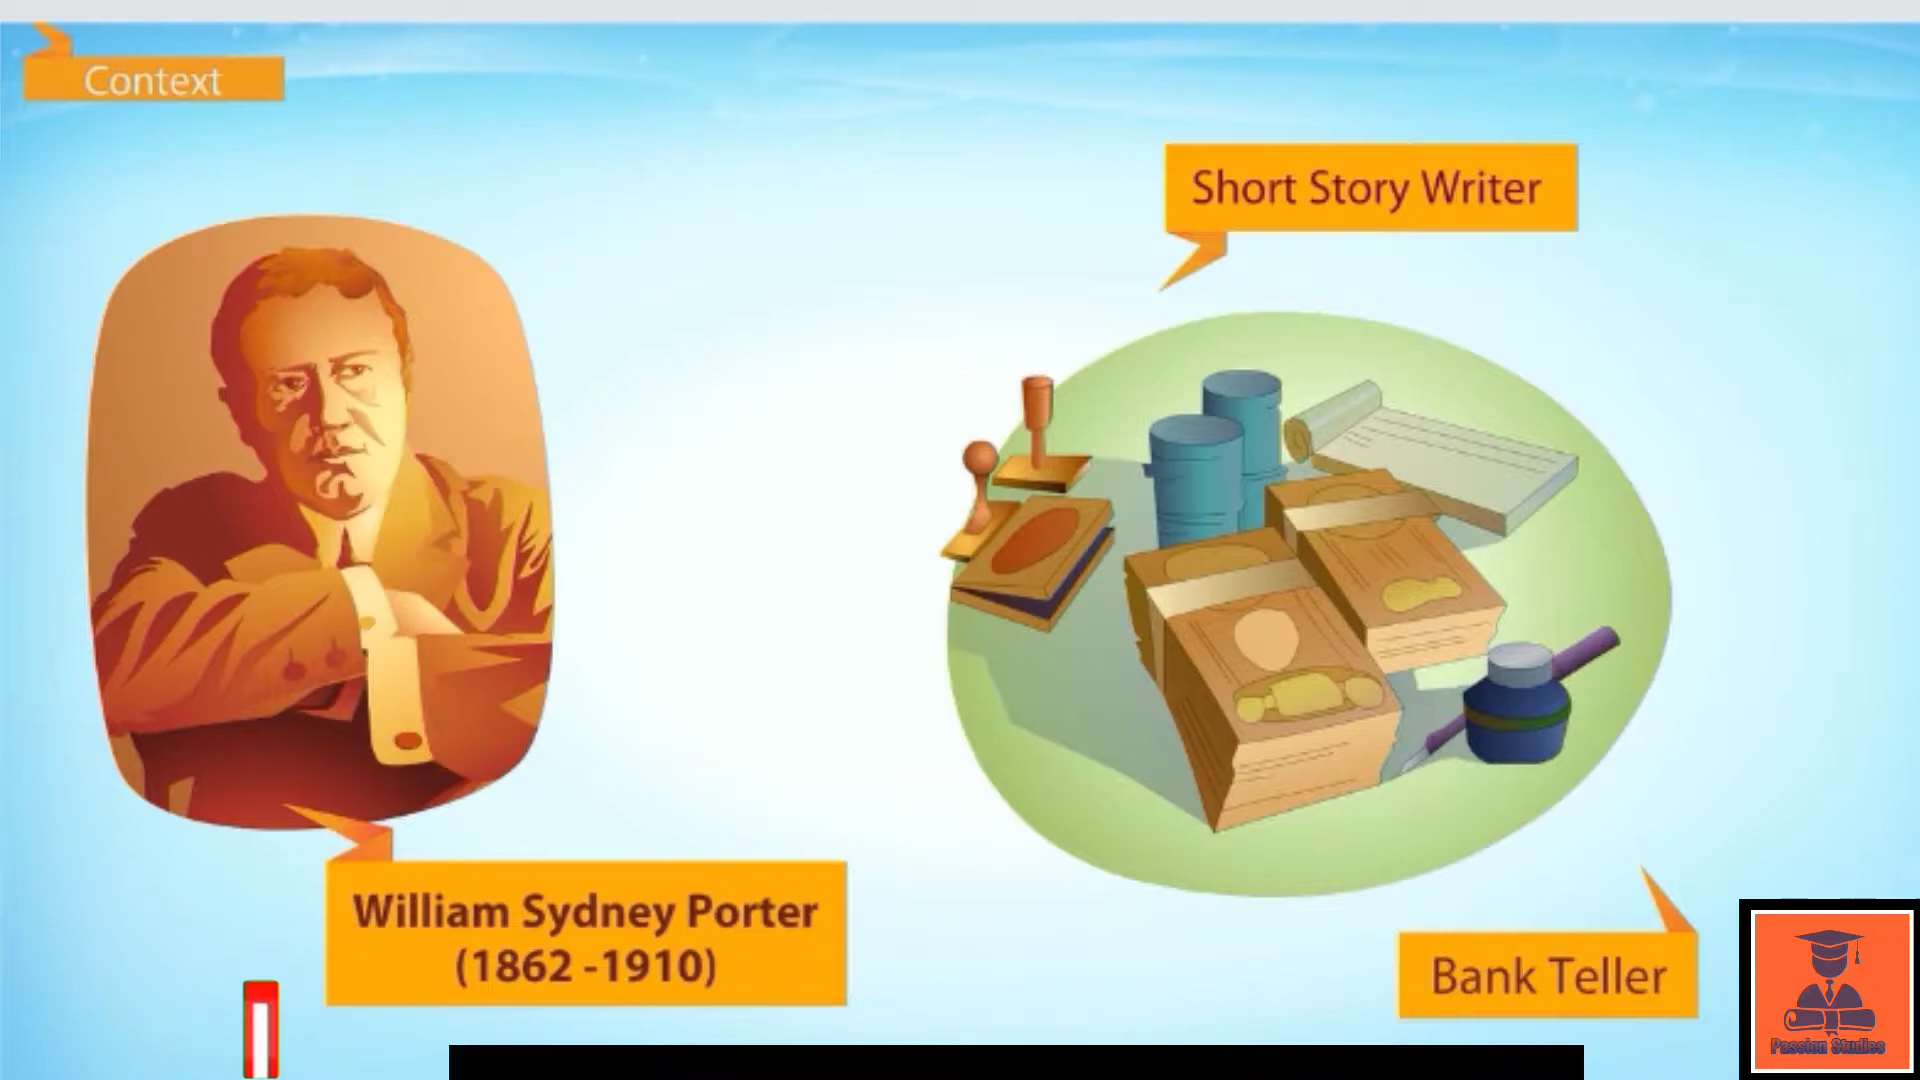 Context
Short Story Writer
William Sydney Porter
(1862 -1910)
Bank Teller
Passion Studies